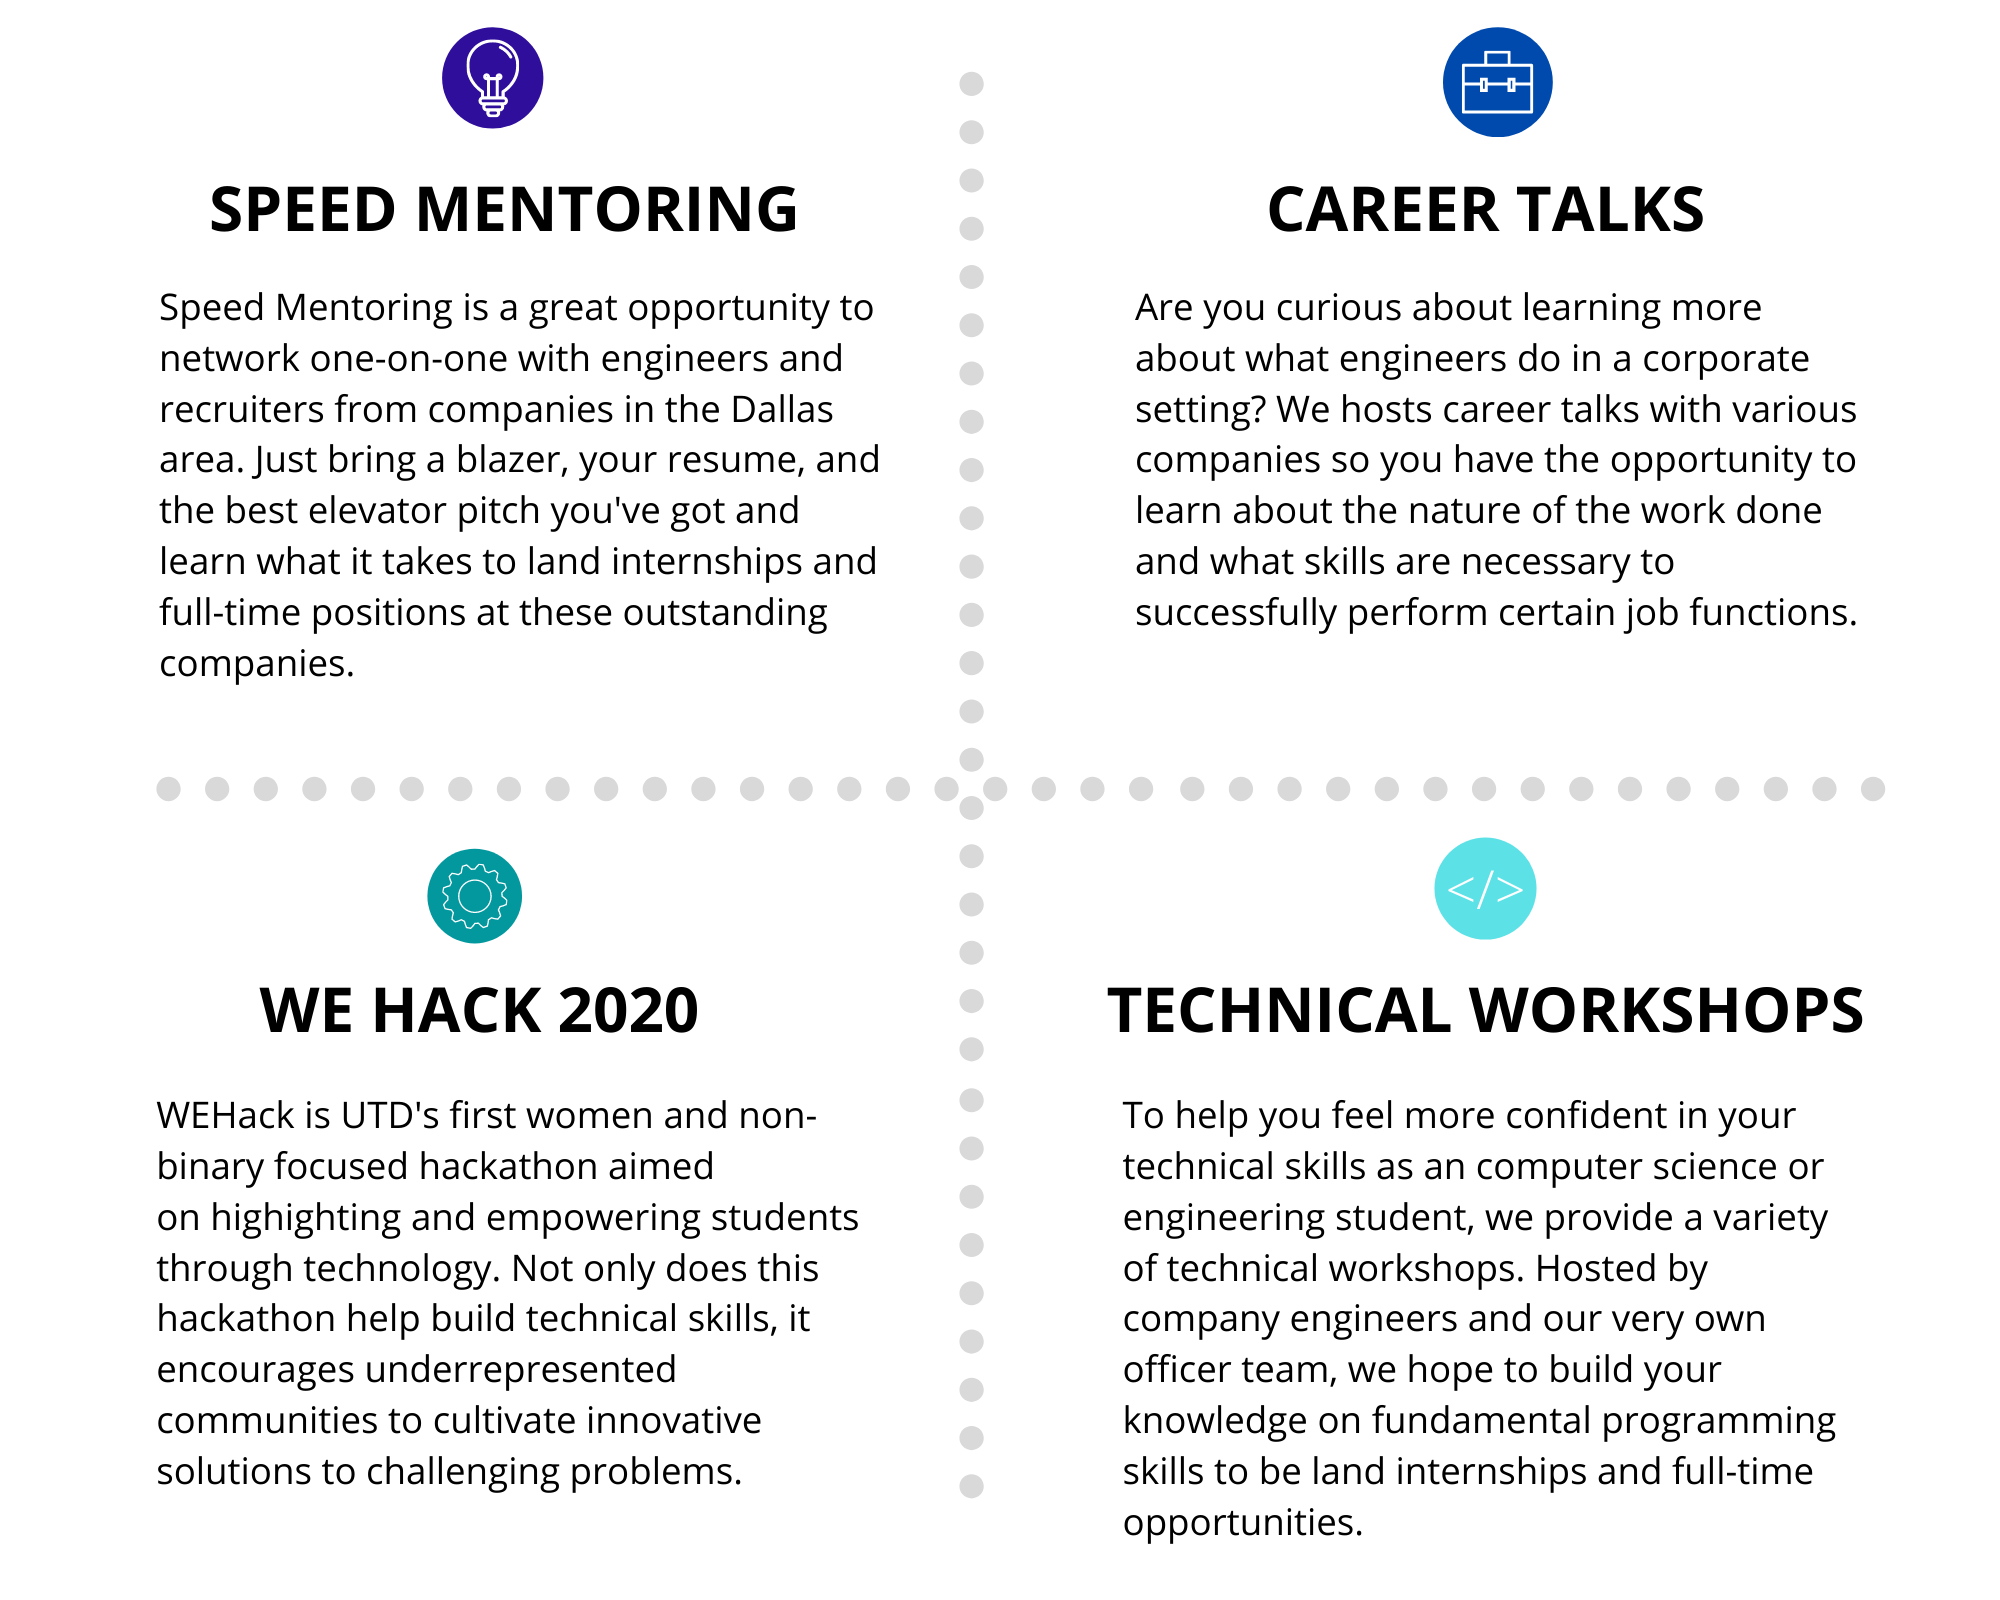 SPEED MENTORING
Speed Mentoring is a great opportunity to
network one-on-one with engineers and
recruiters from companies in the Dallas
area. Just bring a blazer, your resume, and
the best elevator pitch you've got and
learn what it takes to land internships and
full-time positions at these outstanding
companies.
CAREER TALKS
Are you curious about learning more
about what engineers do in a corporate
setting? We hosts career talks with various
companies so you have the opportunity to
learn about the nature of the work done
and what skills are necessary to
successfully perform certain job functions.
WE HACK 2020
WEHack is UTD's first women and non-
binary focused hackathon aimed
on highighting and empowering students
through technology. Not only does this
hackathon help build technical skills, it
encourages underrepresented
communities to cultivate innovative
solutions to challenging problems.
</>
TECHNICAL WORKSHOPS
To help you feel more confident in your
technical skills as an computer science or
engineering student, we provide a variety
of technical workshops. Hosted by
company engineers and our very own
officer team, we hope to build your
knowledge on fundamental programming
skills to be land internships and full-time
opportunities.